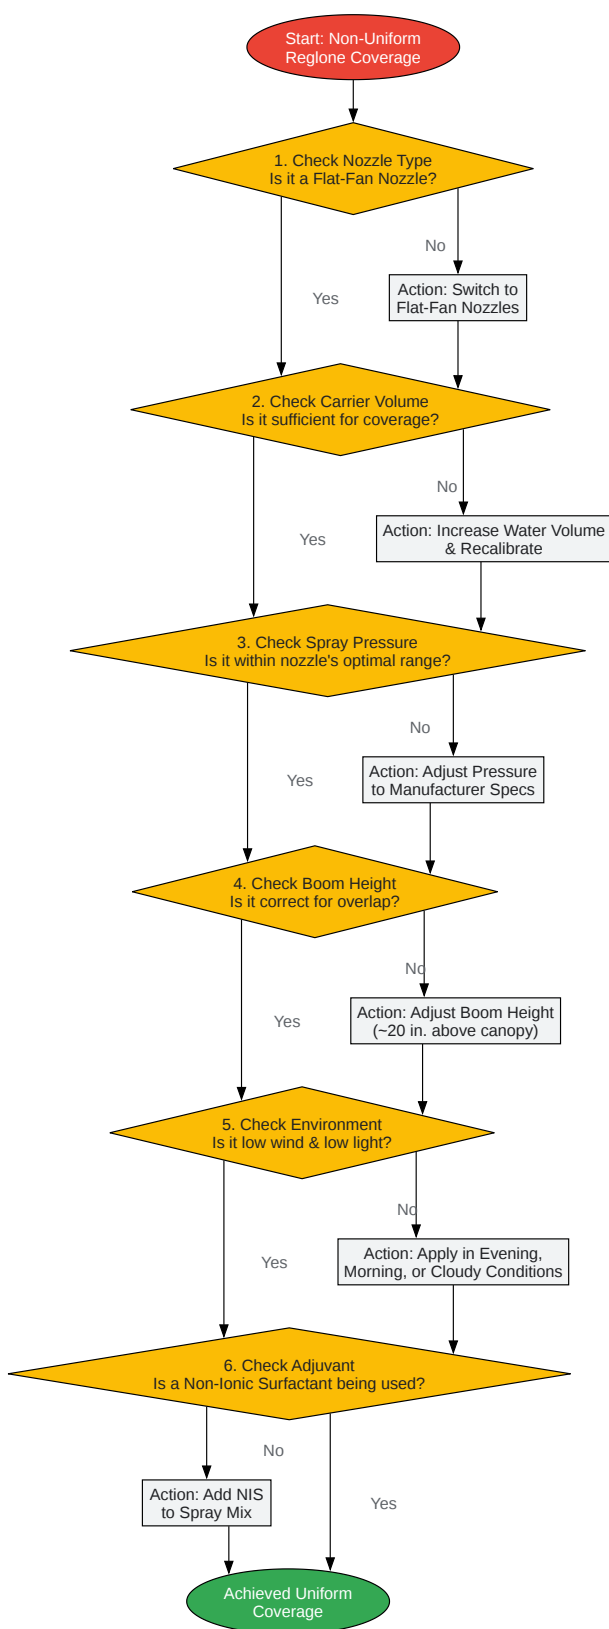 Start: Non-Uniform
Reglone Coverage
1. Check Nozzle Type
Is it a Flat-Fan Nozzle?
No
Action: Switch to
Flat-Fan Nozzles
Yes
2. Check Carrier Volume
Is it sufficient for coverage?
No
Action: Increase Water Volume
& Recalibrate
Yes
3. Check Spray Pressure
Is it within nozzle's optimal range?
No
Action: Adjust Pressure
to Manufacturer Specs
Yes
4. Check Boom Height
Is it correct for overlap?
No
Action: Adjust Boom Height
(~20 in. above canopy)
Yes
5. Check Environment
Is it low wind & low light?
No
Action: Apply in Evening,
Morning, or Cloudy Conditions
Yes
6. Check Adjuvant
Is a Non-Ionic Surfactant being used?
No
Action: Add NIS
to Spray Mix
Yes
Achieved Uniform
Coverage